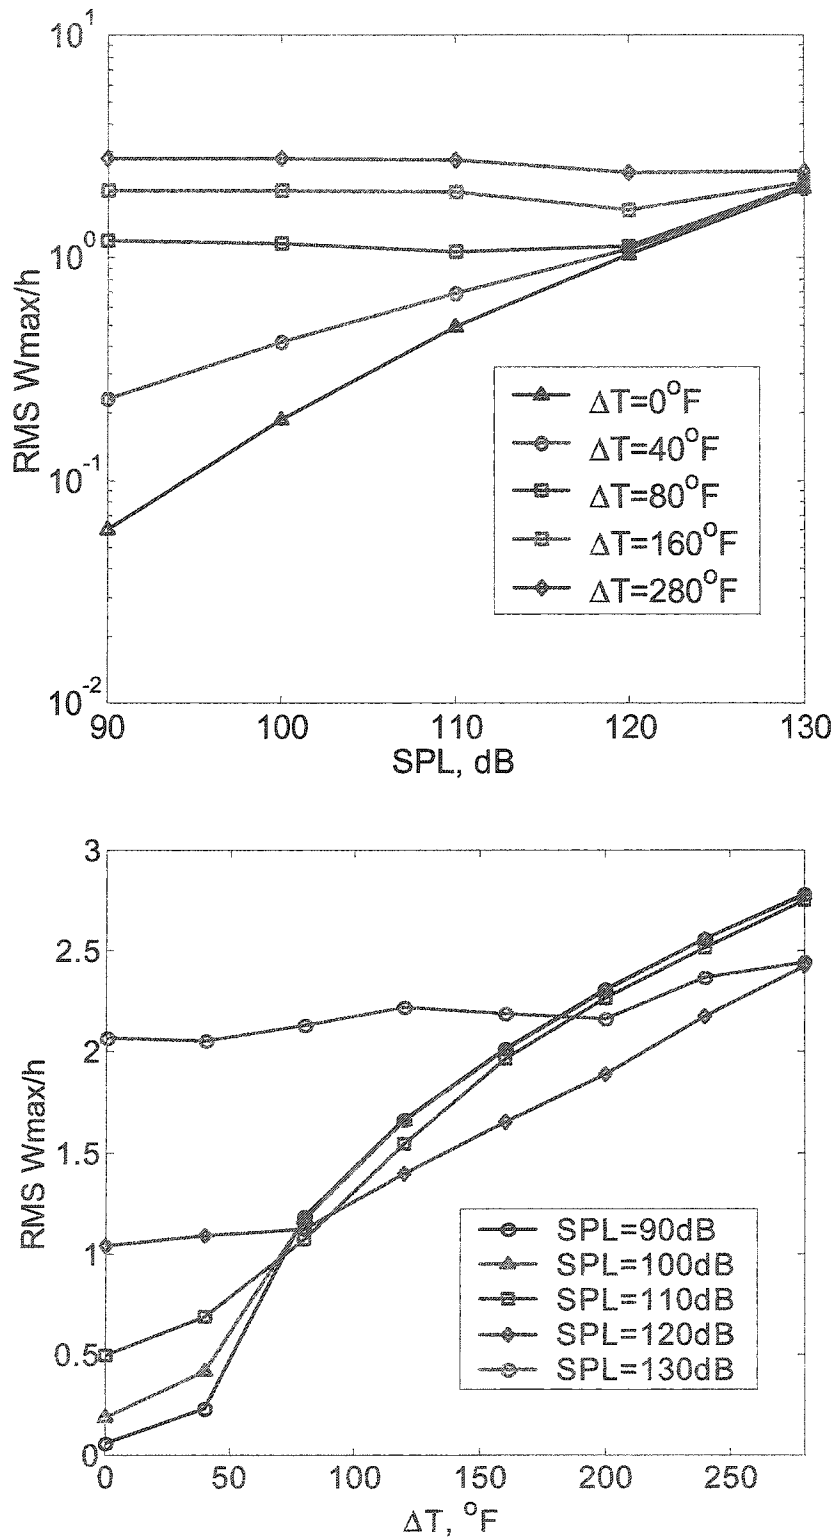 10^1
10^0
10^-1
10^-2
RMS Wmax/h
ΔT=0°F
ΔT=40°F
ΔT=80°F
ΔT=160°F
ΔT=280°F
90 100 110 120 130
SPL, dB
3
2.5
2
1.5
1
0.5
0
RMS Wmax/h
SPL=90dB
SPL=100dB
SPL=110dB
SPL=120dB
SPL=130dB
0 50 100 150 200 250
ΔT, °F